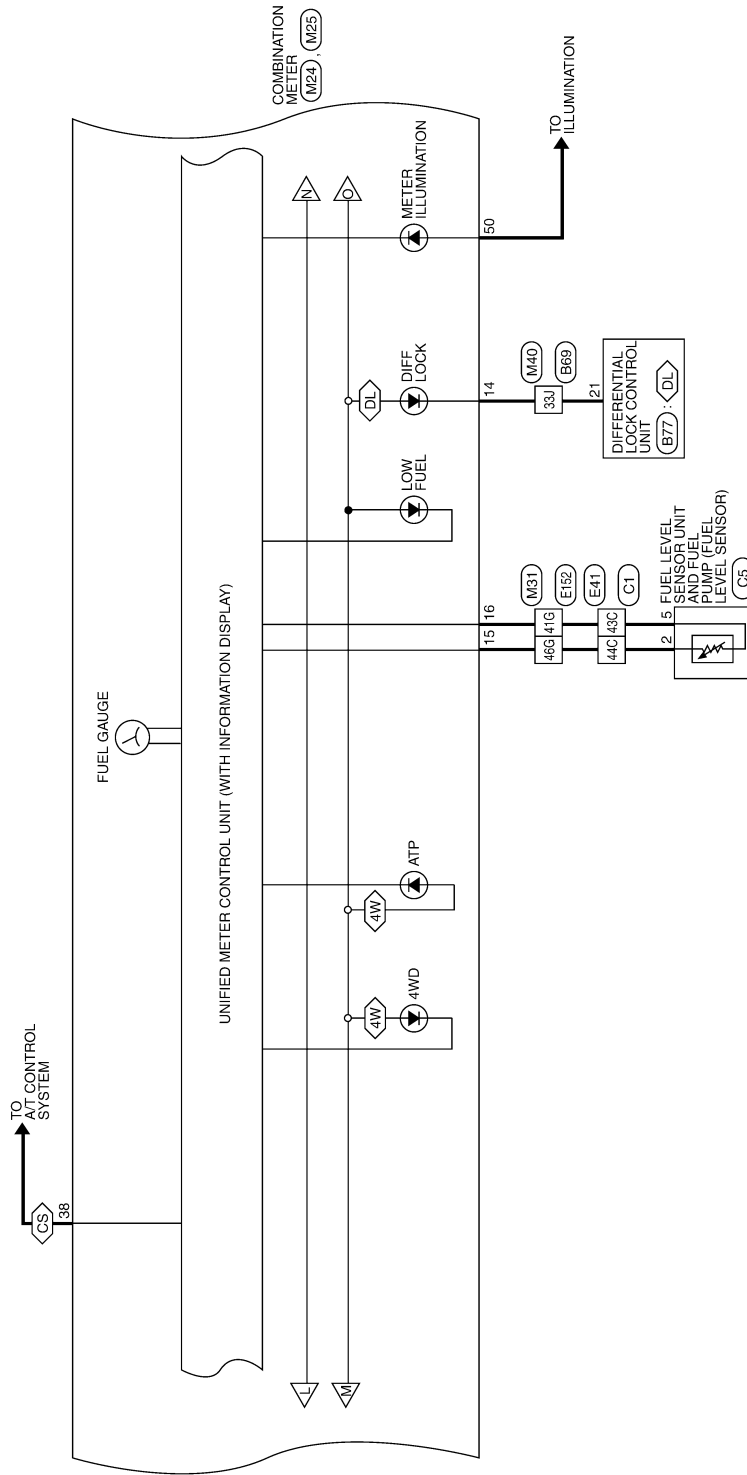 TO
A/T CONTROL
SYSTEM
CS
38
COMBINATION
METER
M24 , M25
FUEL GAUGE
UNIFIED METER CONTROL UNIT (WITH INFORMATION DISPLAY)
L
N
M
O
4W
4WD
4W
ATP
LOW
FUEL
DL
DIFF
LOCK
METER
ILLUMINATION
15
16
14
50
46G
41G
M31
E152
44C
43C
E41
C1
2
5
FUEL LEVEL
SENSOR UNIT
AND FUEL
PUMP (FUEL
LEVEL SENSOR)
C5
33J
M40
B69
21
DIFFERENTIAL
LOCK CONTROL
UNIT
B77 : DL
TO
ILLUMINATION